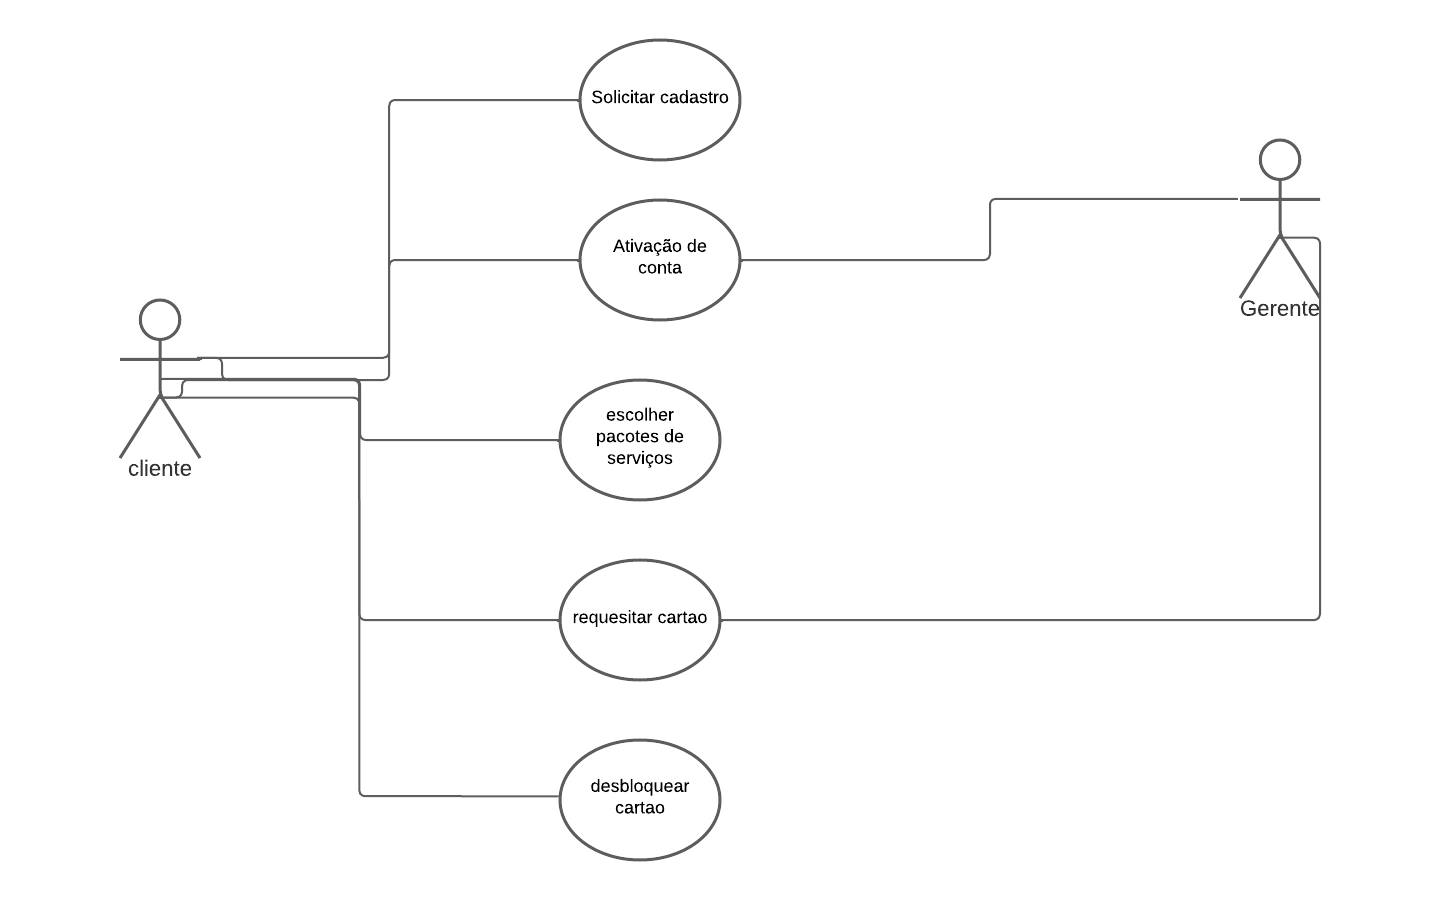 Solicitar cadastro
Ativação de
conta
Gerente
escolher
pacotes de
serviços
cliente
requesitar cartao
desbloquear
cartao